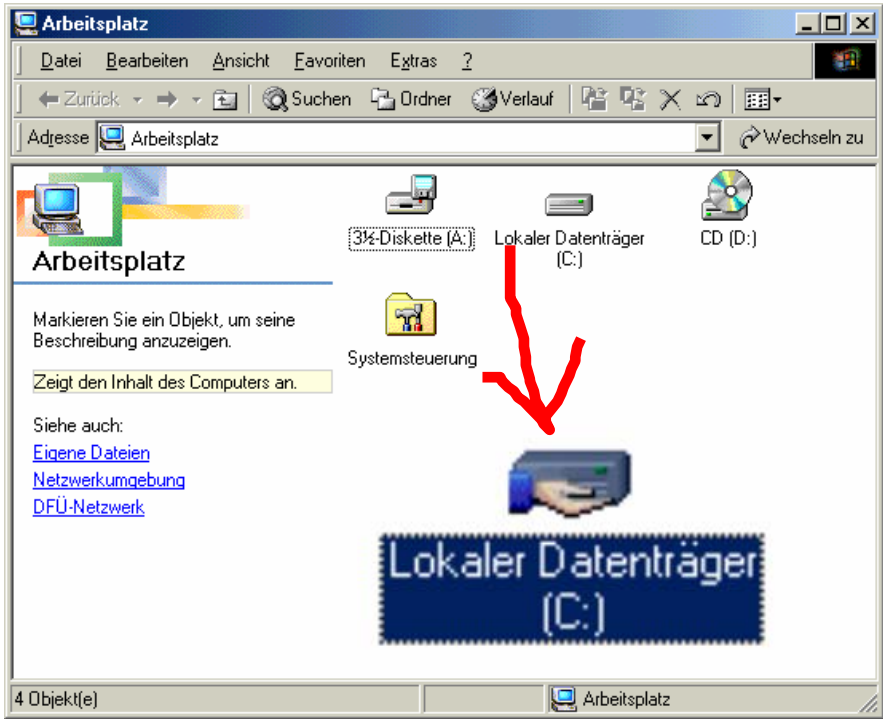 Arbeitsplatz
Datei Bearbeiten Ansicht Favoriten Extras ?
Zurück Suchen Ordner Verlauf
Adresse Arbeitsplatz Wechseln zu
Arbeitsplatz
Markieren Sie ein Objekt, um seine
Beschreibung anzuzeigen.
Zeigt den Inhalt des Computers an.
Siehe auch:
Eigene Dateien
Netzwerkumgebung
DFÜ-Netzwerk
3½-Diskette (A:)
Lokaler Datenträger
(C:)
CD (D:)
Systemsteuerung
Lokaler Datenträger
(C:)
4 Objekt(e) Arbeitsplatz